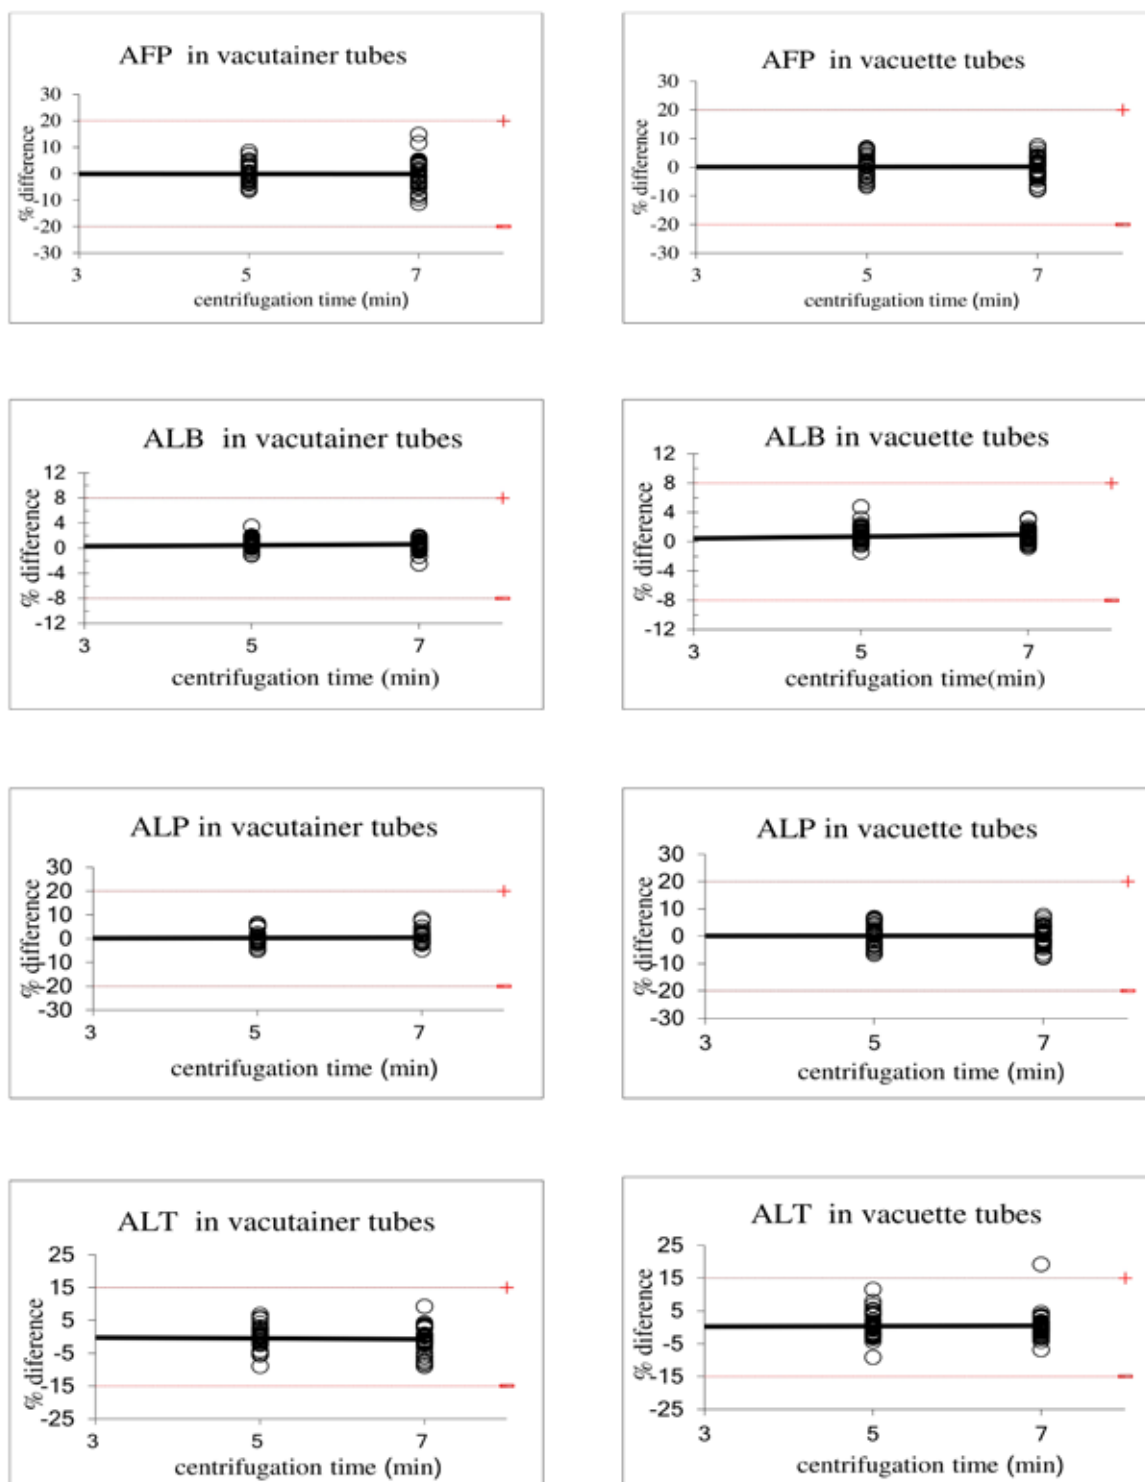 AFP in vacutainer tubes
% difference
30
20
10
0
-10
-20
-30
3 5 7
centrifugation time (min)
AFP in vacuette tubes
% difference
30
20
10
0
-10
-20
-30
3 5 7
centrifugation time (min)
ALB in vacutainer tubes
% difference
12
8
4
0
-4
-8
-12
3 5 7
centrifugation time (min)
ALB in vacuette tubes
% difference
12
8
4
0
-4
-8
-12
3 5 7
centrifugation time(min)
ALP in vacutainer tubes
% difference
30
20
10
0
-10
-20
-30
3 5 7
centrifugation time (min)
ALP in vacuette tubes
% difference
30
20
10
0
-10
-20
-30
3 5 7
centrifugation time (min)
ALT in vacutainer tubes
% diference
25
15
5
-5
-15
-25
3 5 7
centrifugation time (min)
ALT in vacuette tubes
% diference
25
15
5
-5
-15
-25
3 5 7
centrifugation time (min)